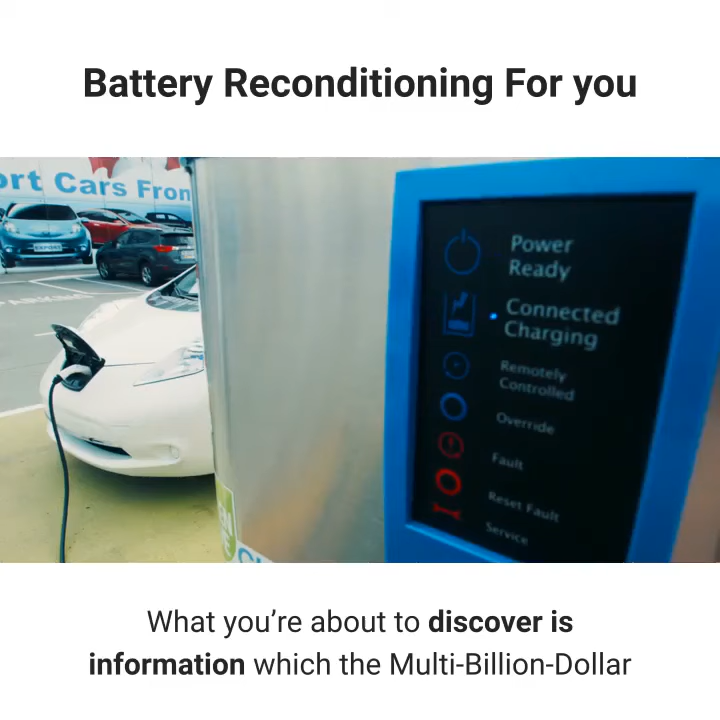 Battery Reconditioning For you
ort Cars From
Power
Ready
Connected
Charging
Remotely
Controlled
Override
Fault
Reset Fault
Service
What you’re about to discover is
information which the Multi-Billion-Dollar